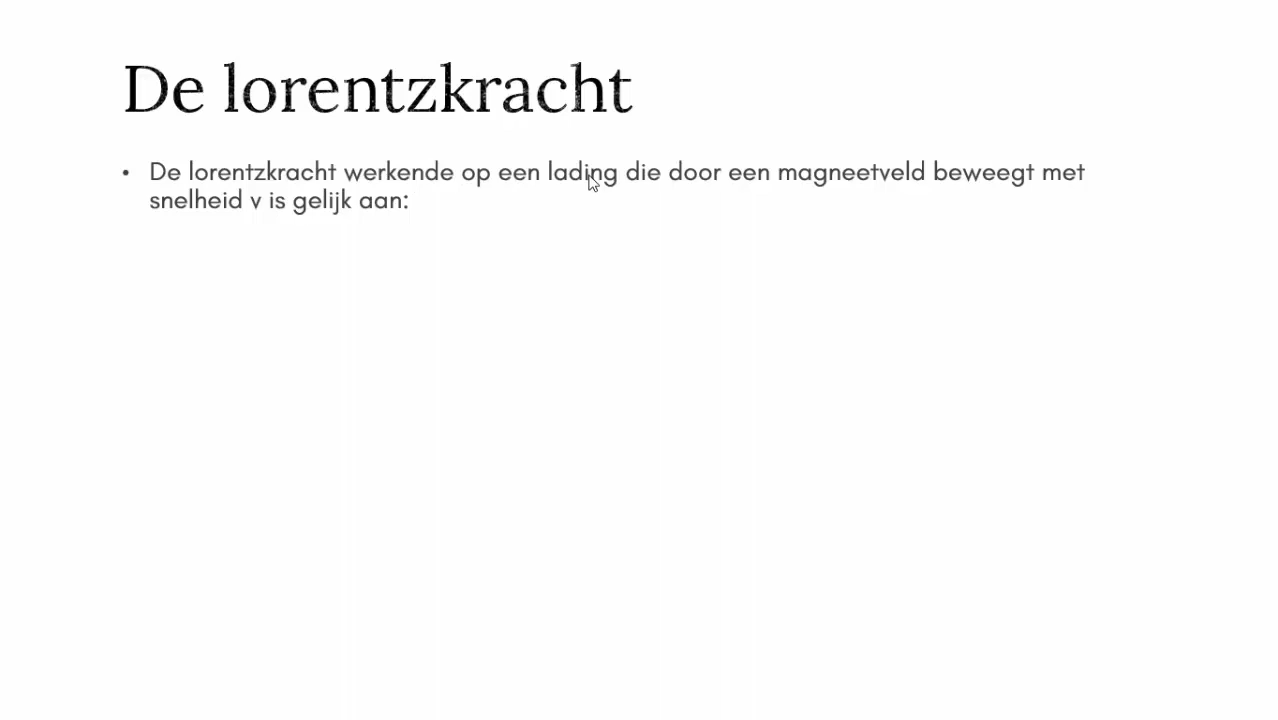 De lorentzkracht
• De lorentzkracht werkende op een lading die door een magneetveld beweegt met
snelheid v is gelijk aan: